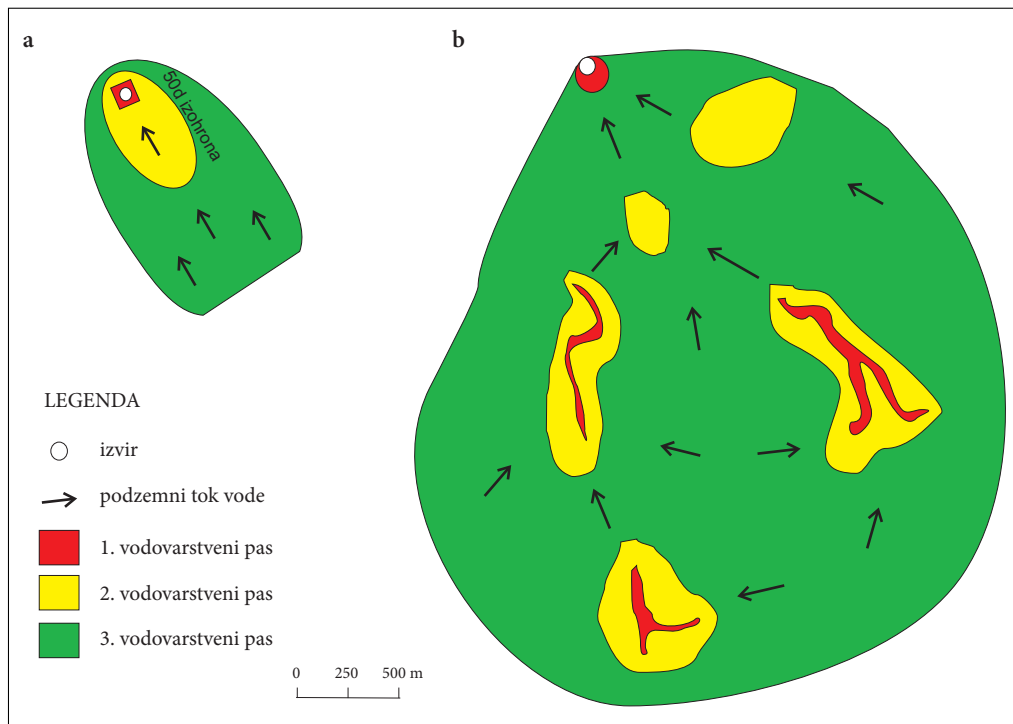 a
b
50d izohrona
LEGENDA
izvir
podzemni tok vode
1. vodovarstveni pas
2. vodovarstveni pas
3. vodovarstveni pas
0 250 500 m